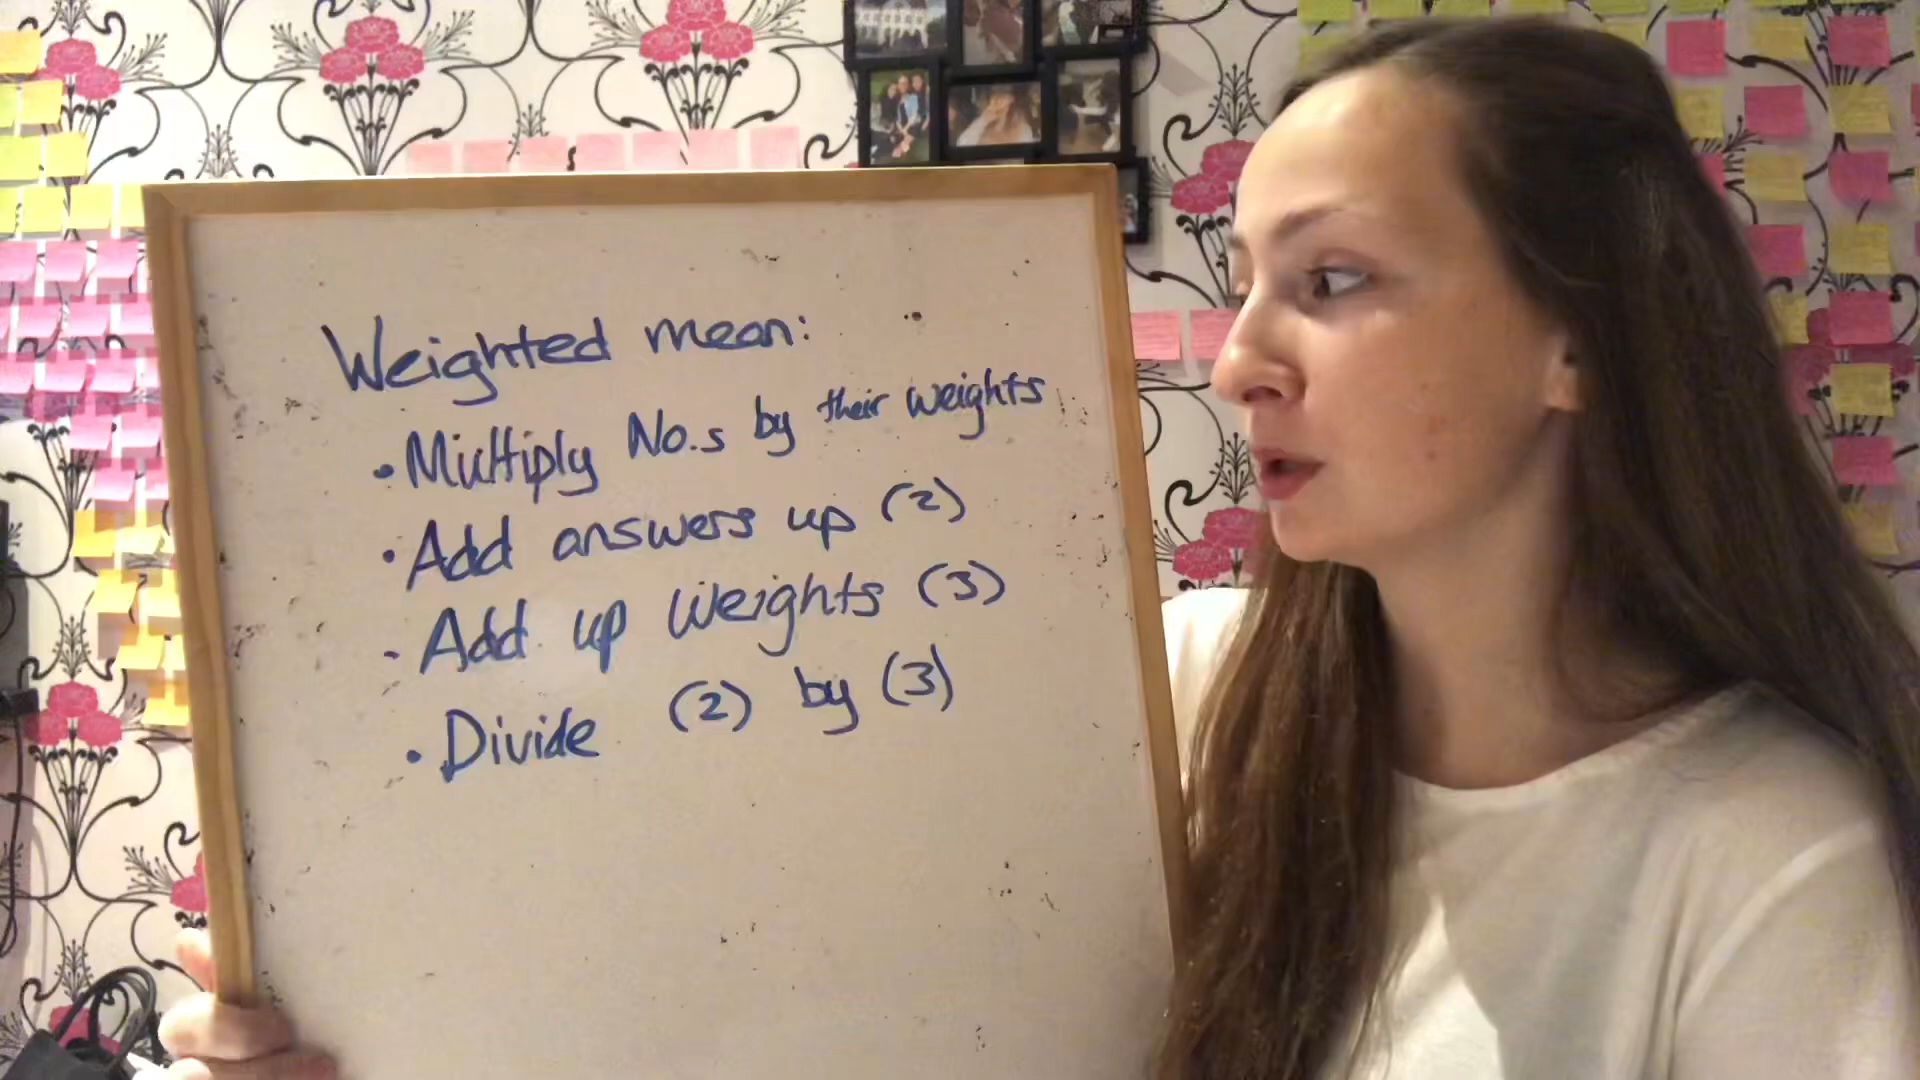 Weighted mean:
• Multiply No.s by their weights
• Add answers up (2)
• Add up weights (3)
• Divide (2) by (3)